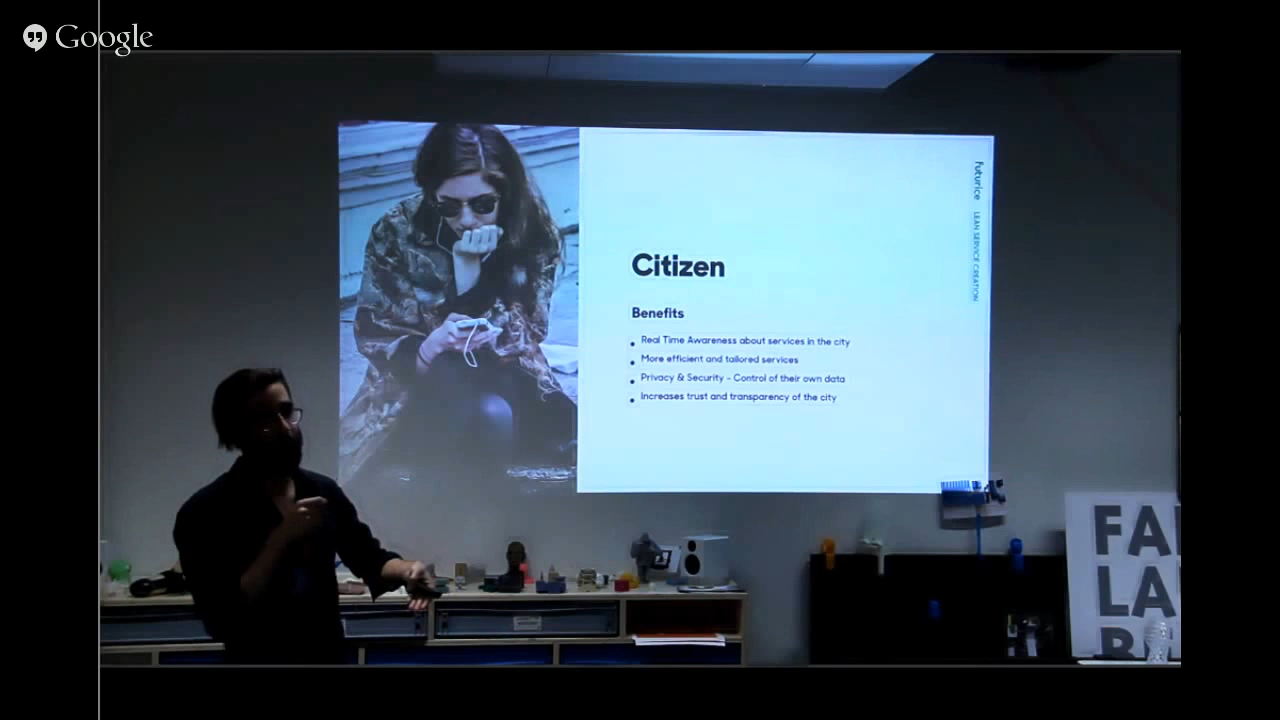 Google
Futurice LEAN SERVICE CREATION
Citizen
Benefits
Real Time Awareness about services in the city
More efficient and tailored services
Privacy & Security - Control of their own data
Increases trust and transparency of the city
FA
LA